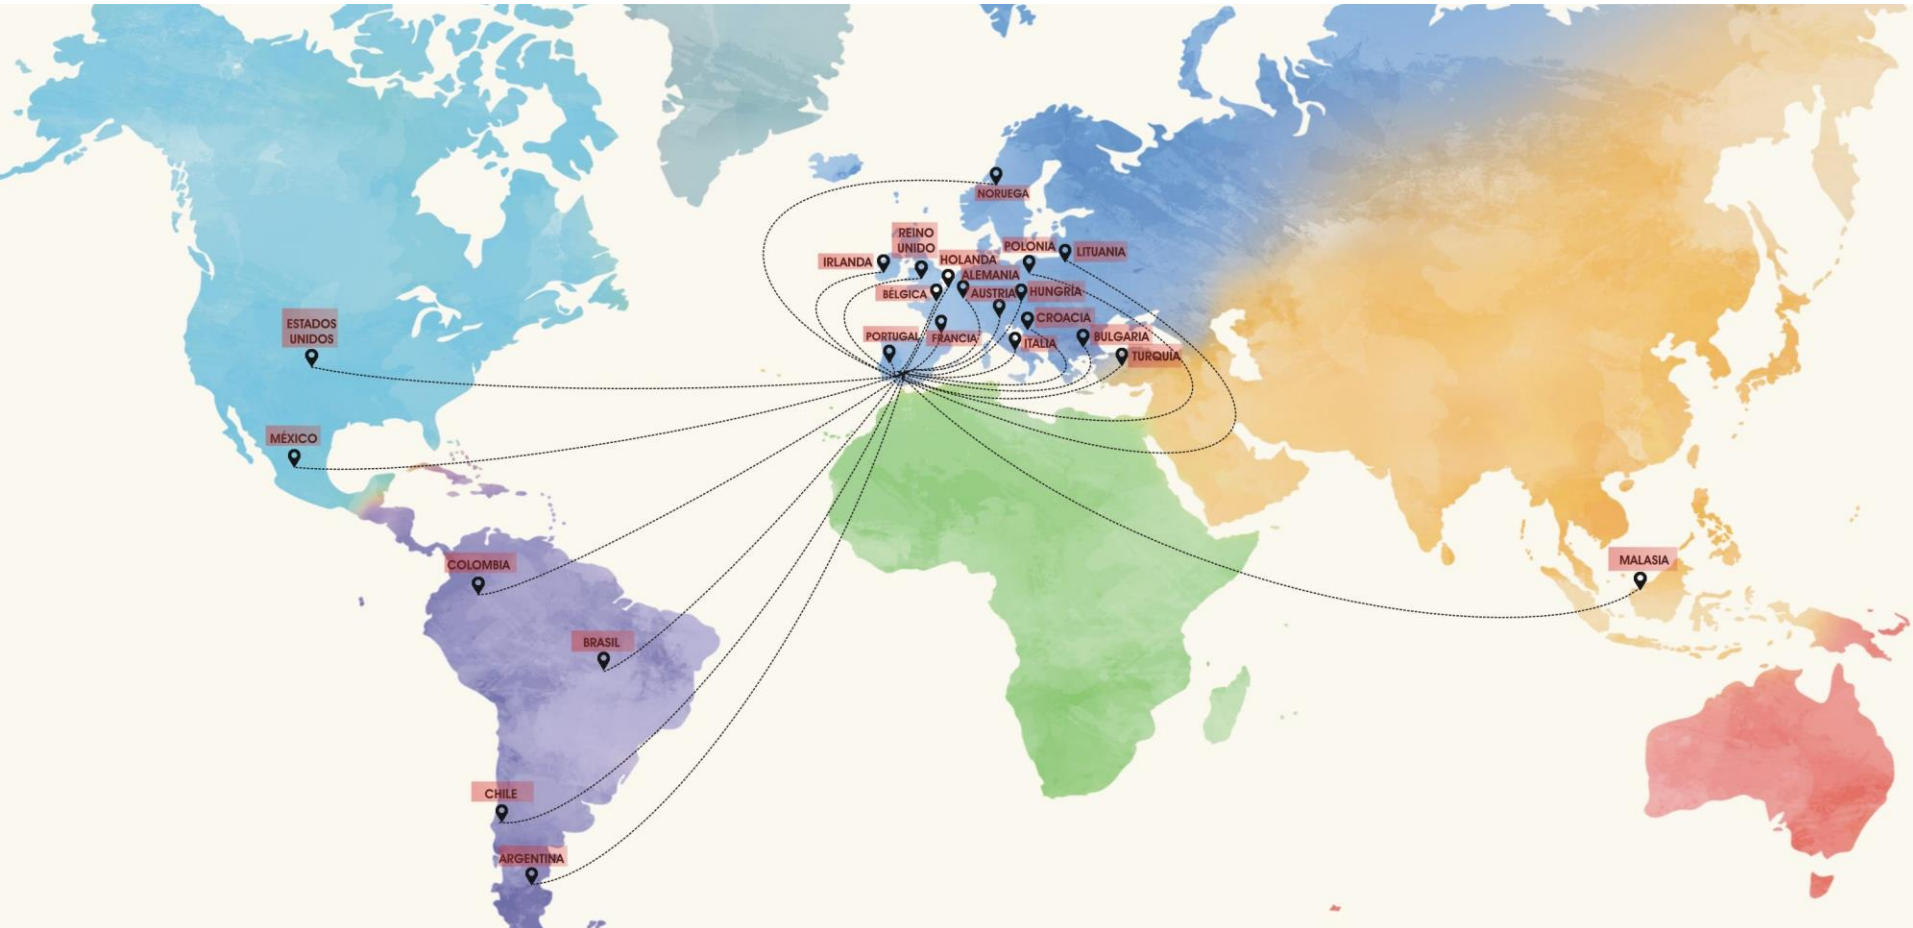 NORUEGA
REINO
UNIDO
IRLANDA
HOLANDA
POLONIA
LITUANIA
ALEMANIA
BÉLGICA
AUSTRIA
HUNGRÍA
CROACIA
PORTUGAL
FRANCIA
ITALIA
BULGARIA
TURQUÍA
ESTADOS
UNIDOS
MÉXICO
COLOMBIA
MALASIA
BRASIL
CHILE
ARGENTINA